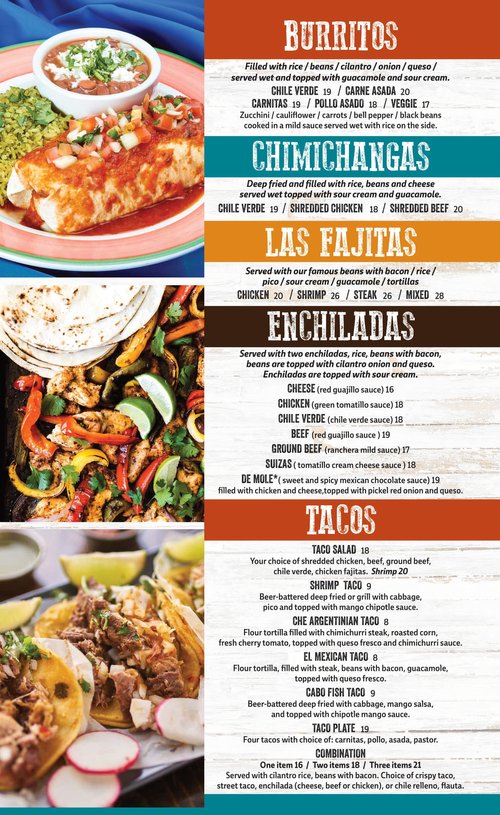 BURRITOS
Filled with rice / beans / cilantro / onion / queso /
served wet and topped with guacamole and sour cream.
CHILE VERDE 19 / CARNE ASADA 20
CARNITAS 19 / POLLO ASADO 18 / VEGGIE 17
Zucchini / cauliflower / carrots / bell pepper / black beans
cooked in a mild sauce served wet with rice on the side.
CHIMICHANGAS
Deep fried and filled with rice, beans and cheese
served wet topped with sour cream and guacamole.
CHILE VERDE 19 / SHREDDED CHICKEN 18 / SHREDDED BEEF 20
LAS FAJITAS
Served with our famous beans with bacon / rice /
pico / sour cream / guacamole / tortillas
CHICKEN 20 / SHRIMP 26 / STEAK 26 / MIXED 28
ENCHILADAS
Served with two enchiladas, rice, beans with bacon,
beans are topped with cilantro onion and queso.
Enchiladas are topped with sour cream.
CHEESE (red guajillo sauce) 16
CHICKEN (green tomatillo sauce) 18
CHILE VERDE (chile verde sauce) 18
BEEF (red guajillo sauce ) 19
GROUND BEEF (ranchera mild sauce) 17
SUIZAS ( tomatillo cream cheese sauce ) 18
DE MOLE* ( sweet and spicy mexican chocolate sauce) 19
filled with chicken and cheese,topped with pickel red onion and queso.
TACOS
TACO SALAD 18
Your choice of shredded chicken, beef, ground beef,
chile verde, chicken fajitas. Shrimp 20
SHRIMP TACO 9
Beer-battered deep fried or grill with cabbage,
pico and topped with mango chipotle sauce.
CHE ARGENTINIAN TACO 8
Flour tortilla filled with chimichurri steak, roasted corn,
fresh cherry tomato, topped with queso fresco and chimichurri sauce.
EL MEXICAN TACO 8
Flour tortilla, filled with steak, beans with bacon, guacamole,
topped with queso fresco.
CABO FISH TACO 9
Beer-battered deep fried with cabbage, mango salsa,
and topped with chipotle mango sauce.
TACO PLATE 19
Four tacos with choice of: carnitas, pollo, asada, pastor.
COMBINATION
One item 16 / Two items 18 / Three items 21
Served with cilantro rice, beans with bacon. Choice of crispy taco,
street taco, enchilada (cheese, beef or chicken), or chile relleno, flauta.